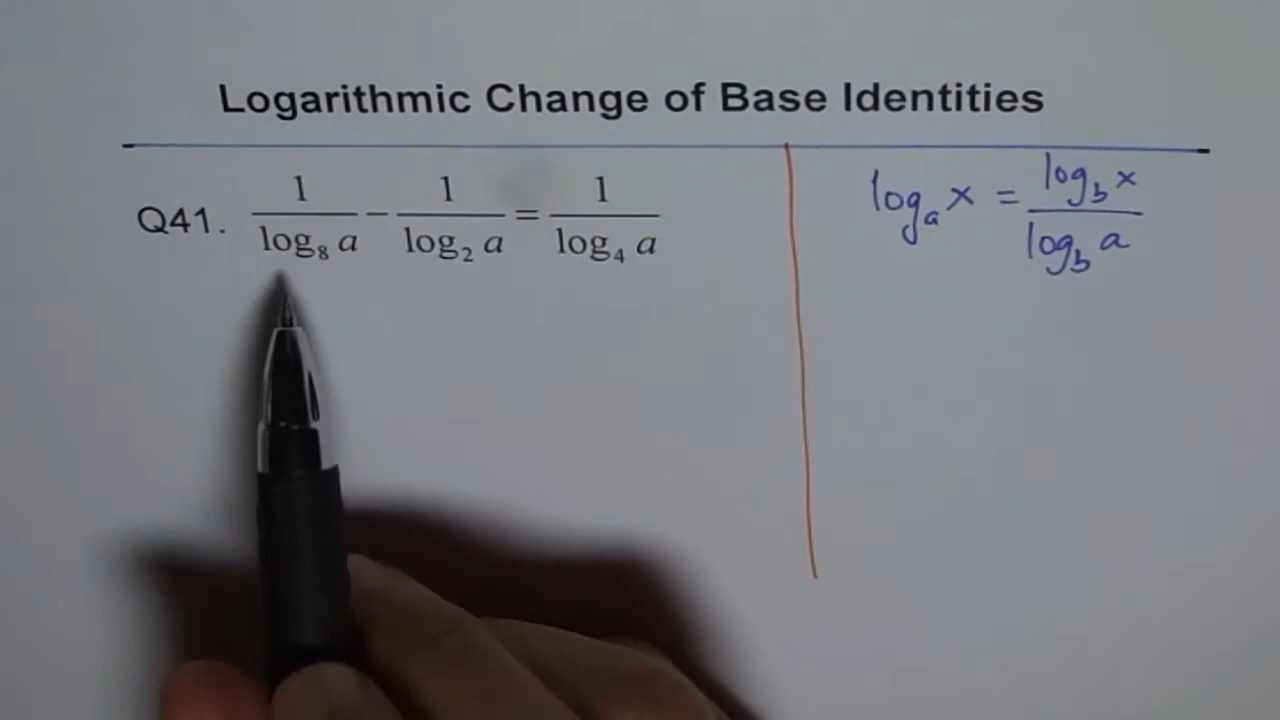 Logarithmic Change of Base Identities
Q41. 1/log₈ a − 1/log₂ a = 1/log₄ a
logₐ x = log_b x / log_b a